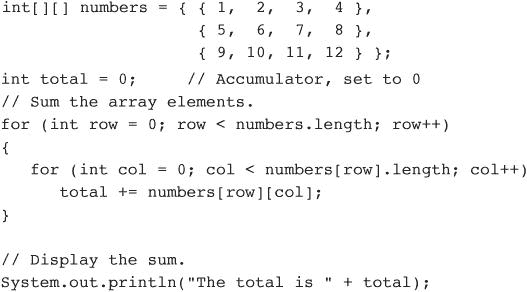 int[][] numbers = { { 1, 2, 3, 4 },
{ 5, 6, 7, 8 },
{ 9, 10, 11, 12 } };
int total = 0; // Accumulator, set to 0
// Sum the array elements.
for (int row = 0; row < numbers.length; row++)
{
for (int col = 0; col < numbers[row].length; col++)
total += numbers[row][col];
}
// Display the sum.
System.out.println("The total is " + total);